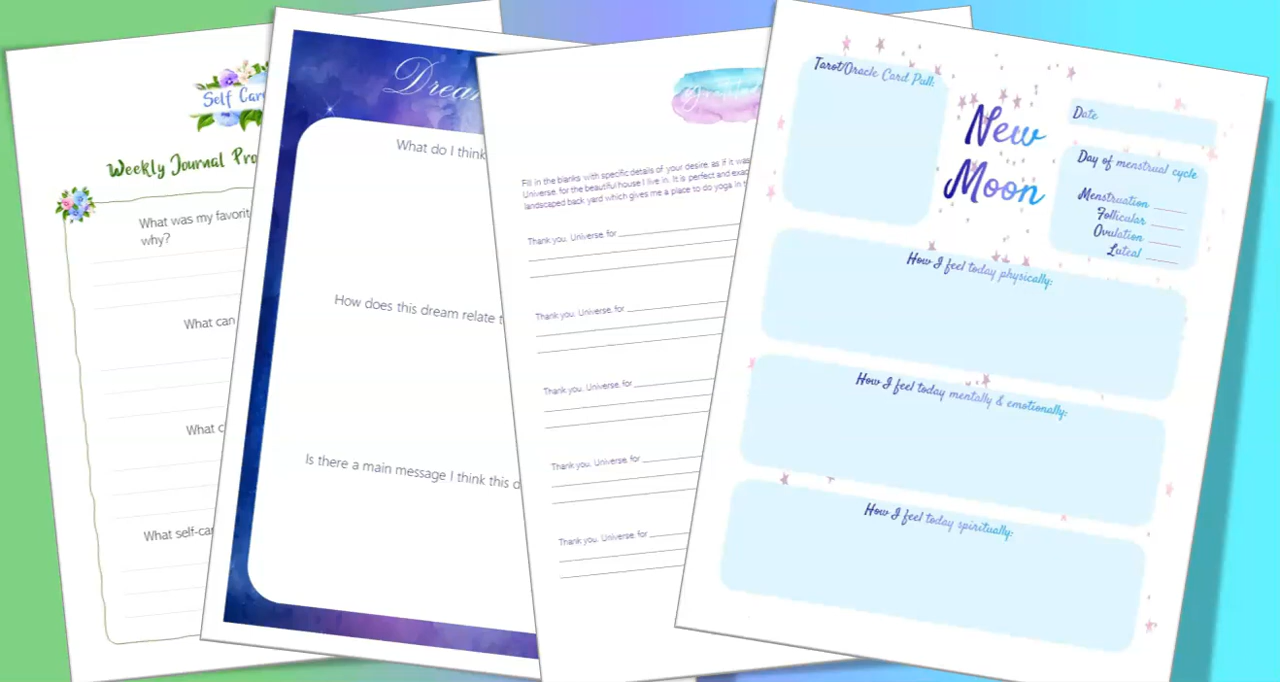 Self Car
Weekly Journal Pro
What was my favorit
why?
What can
What c
What self-car
Drea
What do I think
How does this dream relate t
Is there a main message I think this d
Fill in the blanks with specific details of your desire, as if it was
Universe, for the beautiful house I live in. It is perfect and exac
landscaped back yard which gives me a place to do yoga in t
Thank you, Universe, for
Thank you, Universe, for
Thank you, Universe, for
Thank you, Universe, for
Thank you, Universe, for
Tarot/Oracle Card Pull:
New
Moon
Date
Day of menstrual cycle
Menstruation ______
Follicular _____
Ovulation _____
Luteal _____
How I feel today physically:
How I feel today mentally & emotionally:
How I feel today spiritually: